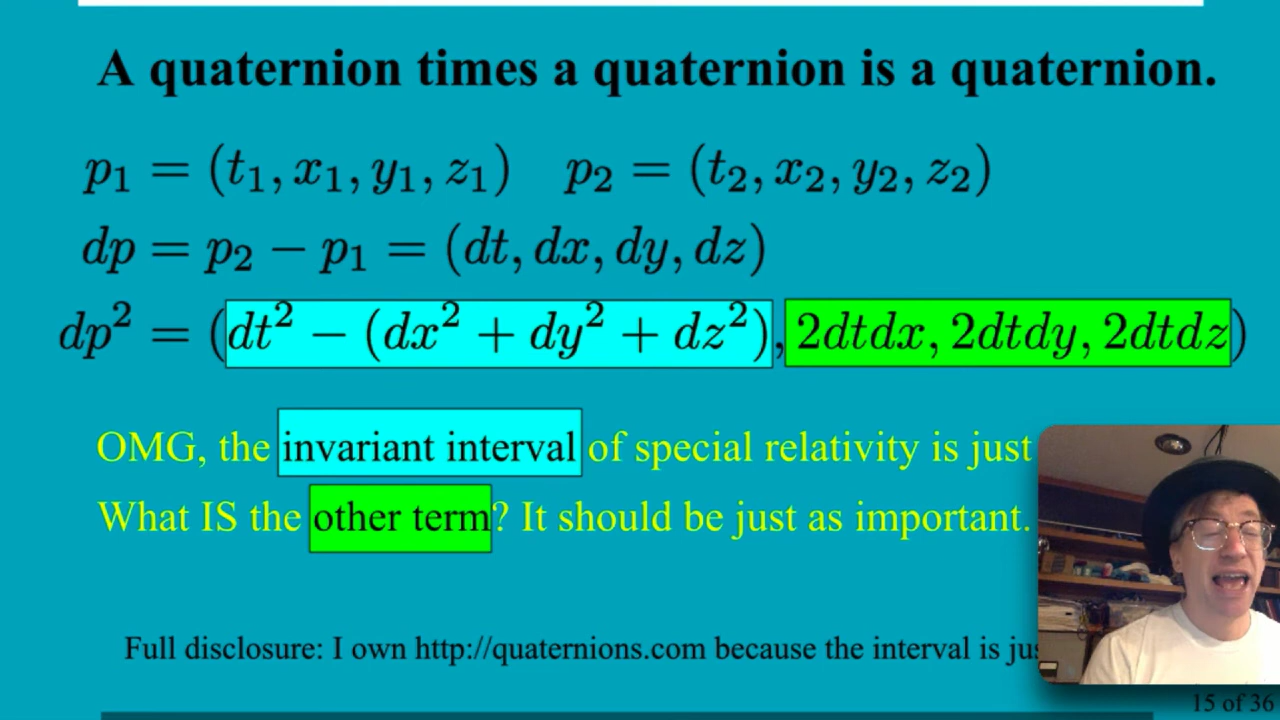 A quaternion times a quaternion is a quaternion.
p₁ = (t₁, x₁, y₁, z₁) p₂ = (t₂, x₂, y₂, z₂)
dp = p₂ − p₁ = (dt, dx, dy, dz)
dp² = (dt² − (dx² + dy² + dz²), 2dtdx, 2dtdy, 2dtdz)
OMG, the invariant interval of special relativity is just
What IS the other term? It should be just as important.
Full disclosure: I own http://quaternions.com because the interval is
15 of 36